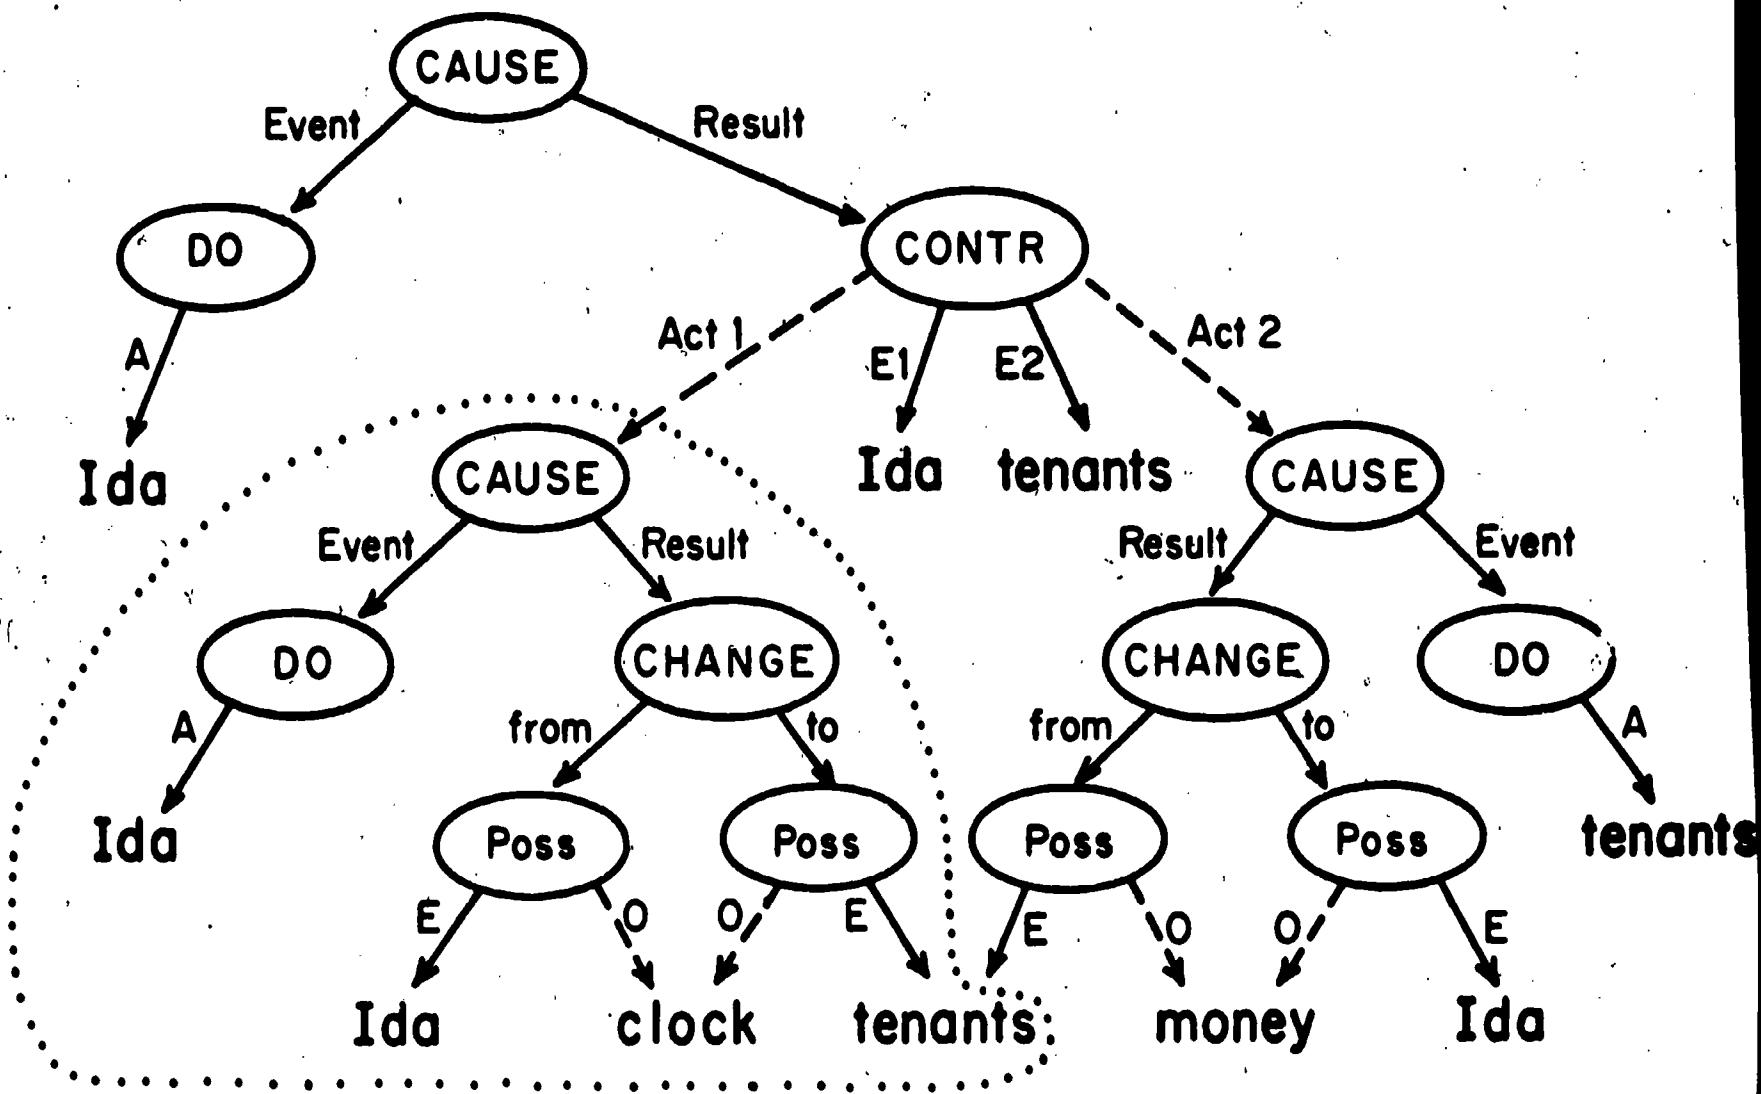 CAUSE
Event Result
DO CONTR
Act 1 Act 2
A E1 E2
Ida Ida tenants
CAUSE CAUSE
Event Result Result Event
DO CHANGE CHANGE DO
A from to from to A
Ida Poss Poss Poss Poss tenants
E O O E E O O E
Ida clock tenants money Ida